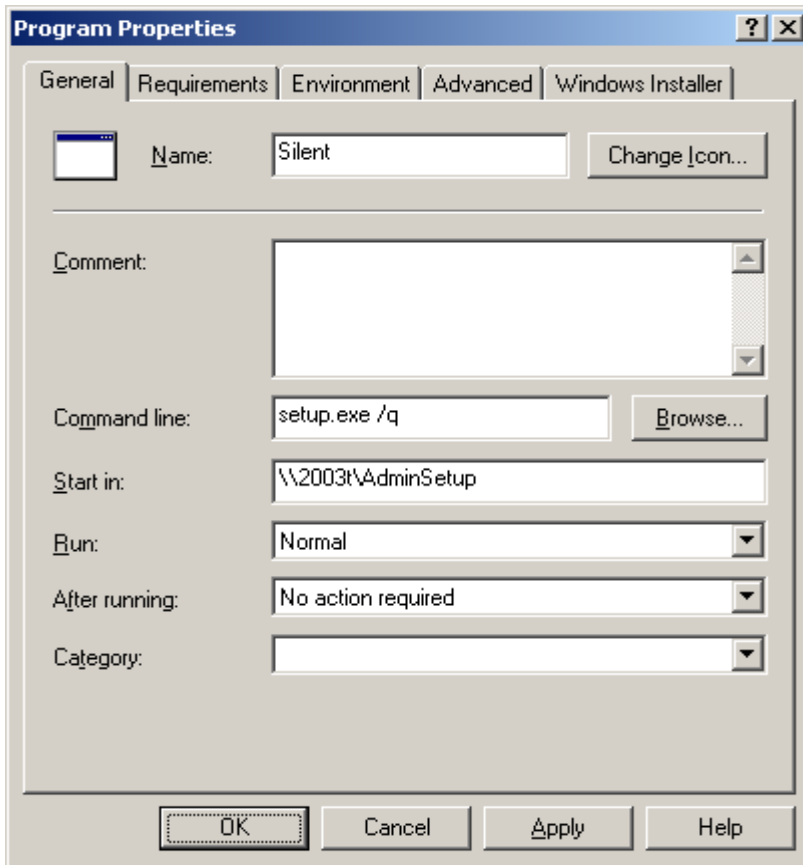 Program Properties
General Requirements Environment Advanced Windows Installer
Name: Silent Change Icon...
Comment:
Command line: setup.exe /q Browse...
Start in: \\2003t\AdminSetup
Run: Normal
After running: No action required
Category:
OK Cancel Apply Help